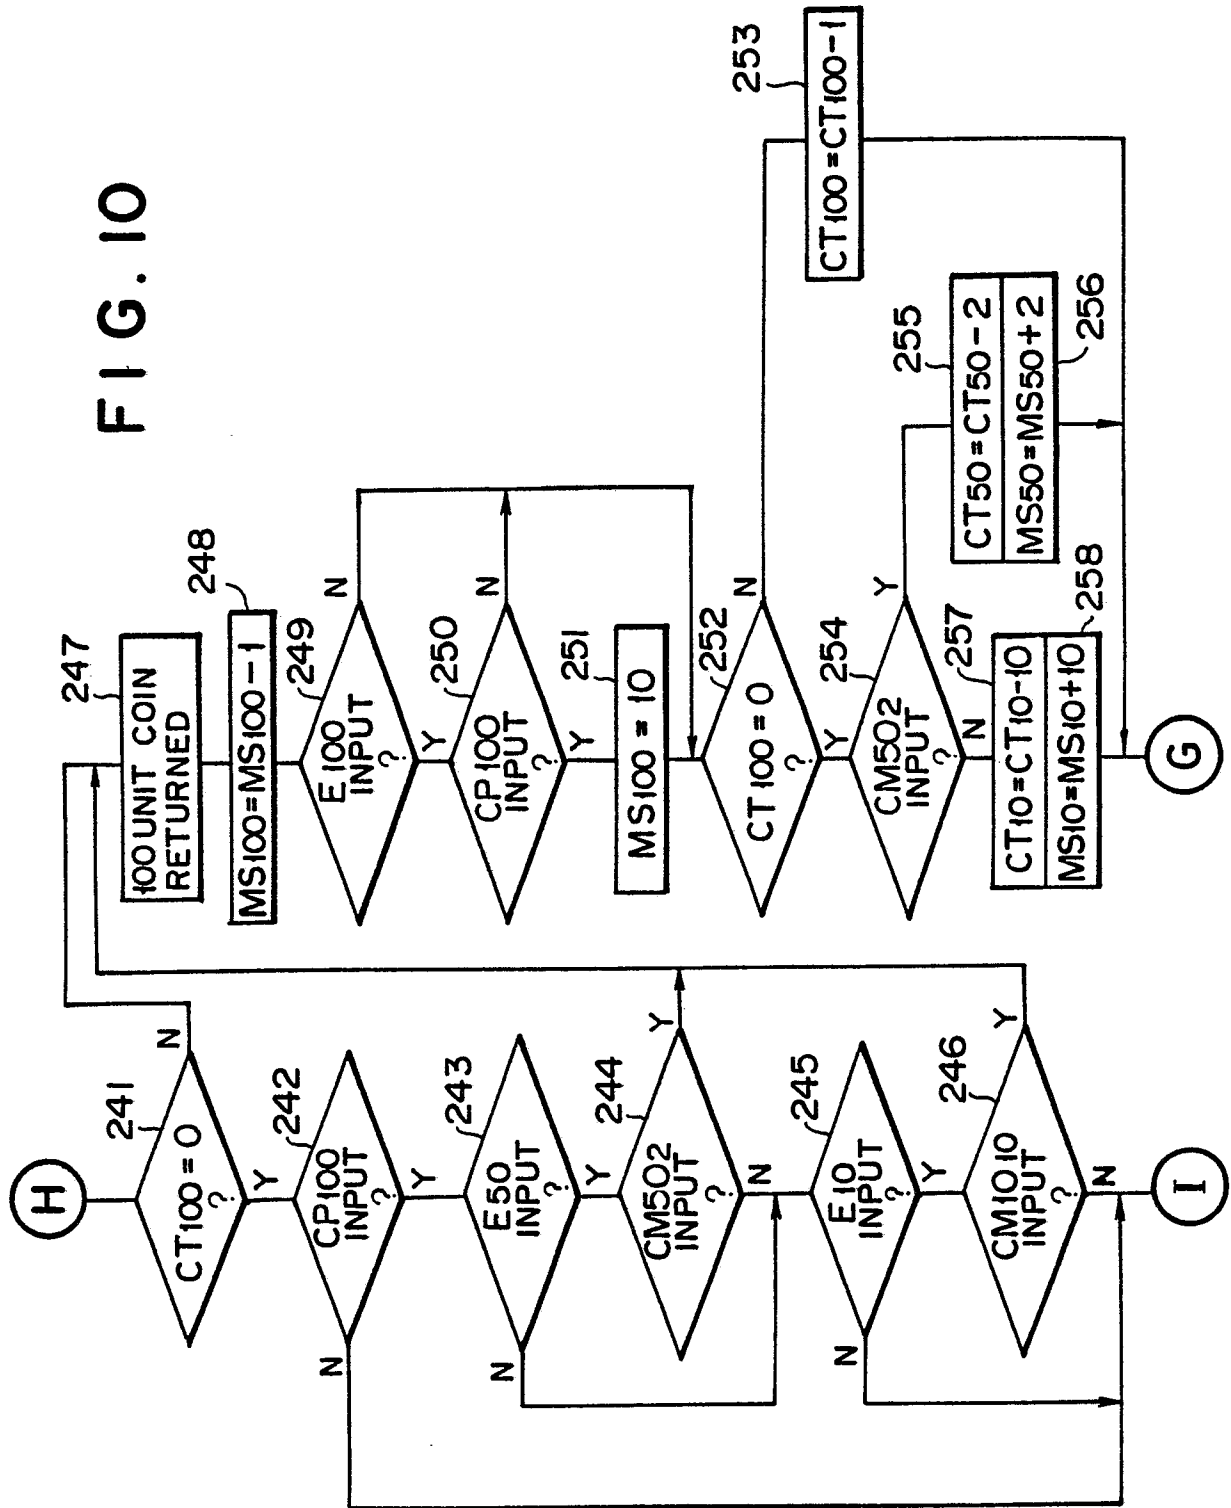 FIG. 10
H
241
CT100 = 0
?
N
Y
242
CP100
INPUT
?
N
Y
243
E50
INPUT
?
N
Y
244
CM502
INPUT
?
Y
N
245
E10
INPUT
?
N
Y
246
CM1010
INPUT
?
Y
N
I
247
100 UNIT COIN
RETURNED
248
MS100=MS100-1
249
E100
INPUT
?
N
Y
250
CP100
INPUT
?
N
Y
251
MS100 = 10
252
CT100 = 0
?
N
Y
253
CT100 = CT100-1
254
CM502
INPUT
?
Y
N
255
CT50=CT50-2
MS50=MS50+2
256
257
CT10=CT10-10
MS10=MS10+10
258
G